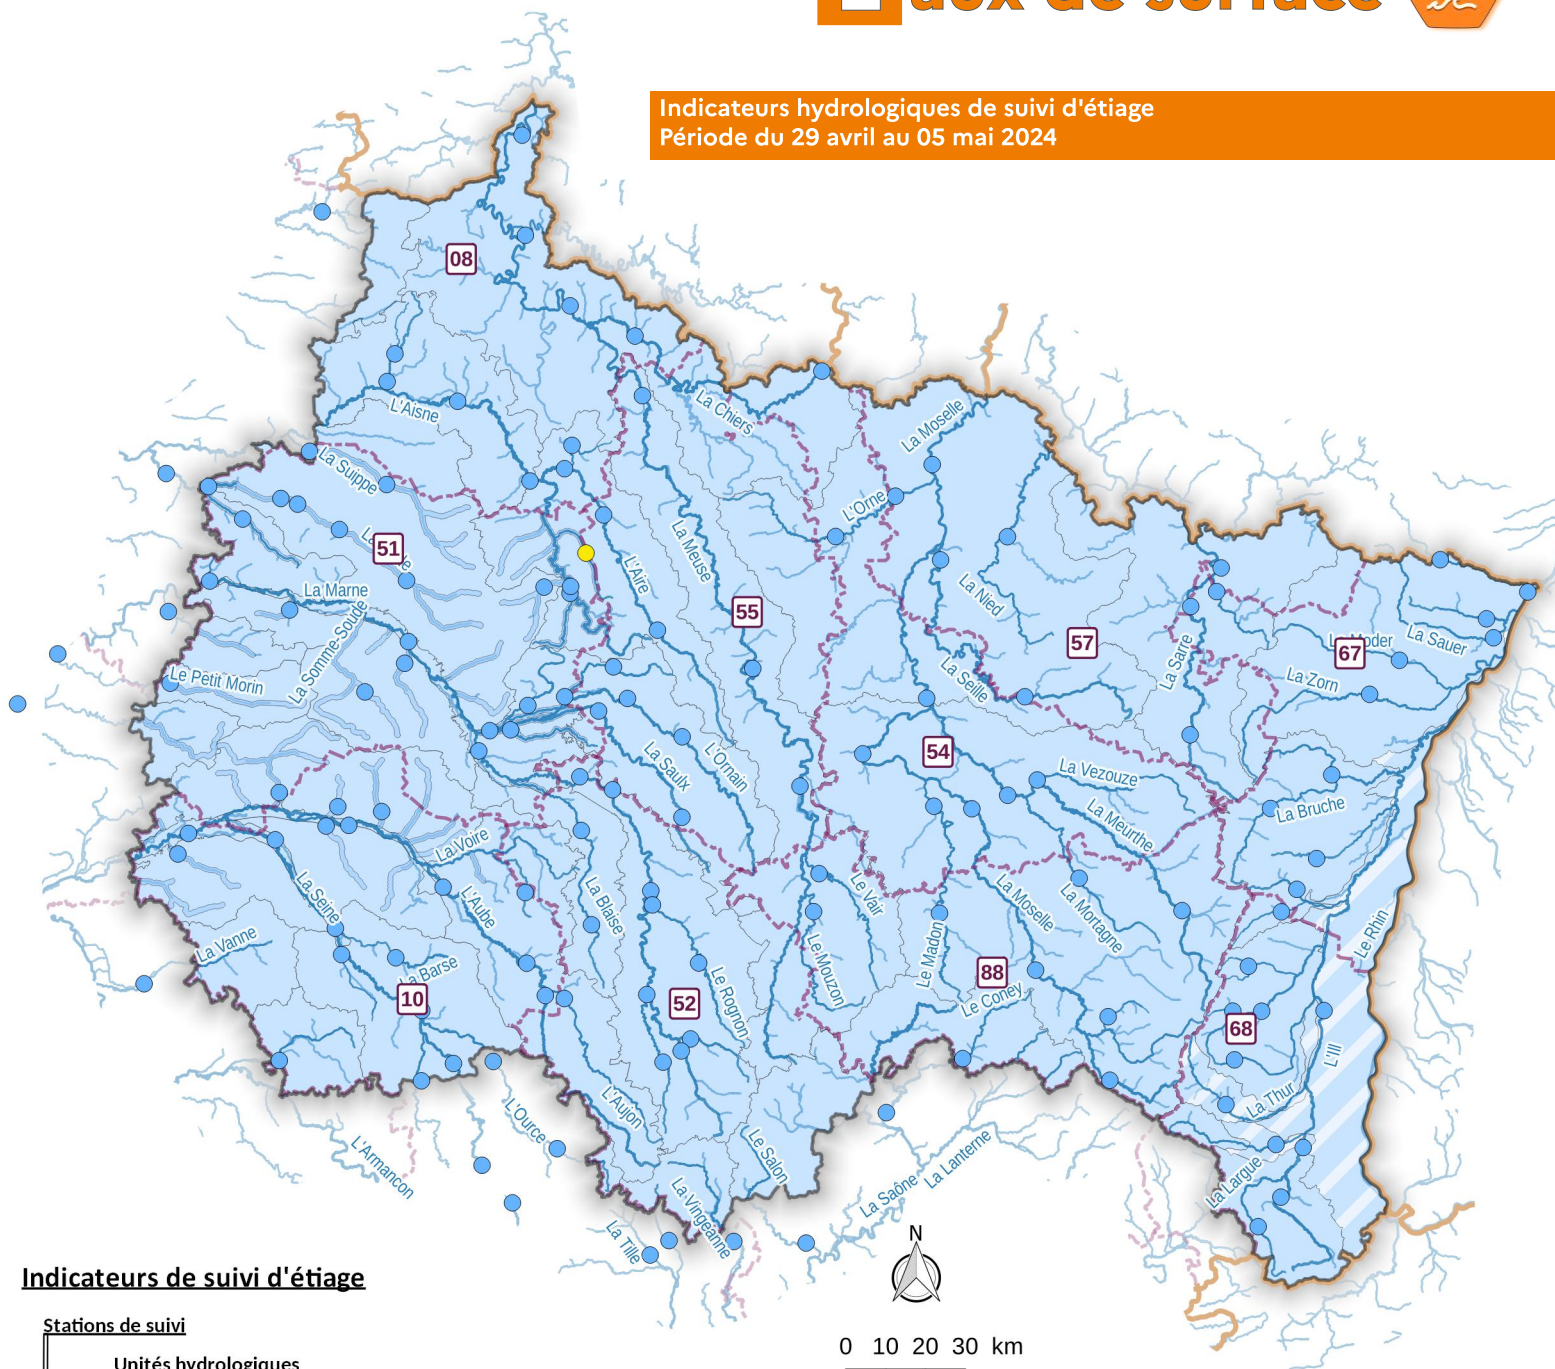 aux de surface
Indicateurs hydrologiques de suivi d'étiage
Période du 29 avril au 05 mai 2024
08
L'Aisne
La Chiers
La Moselle
La Suippe
L'Orne
51
La Meuse
L'Aire
La Marne
La Nied
55
57
La Somme-Soude
La Sarre
67
La Sauer
Le Petit Morin
La Seille
La Zorn
54
La Saulx
L'Ornain
La Vezouze
La Meurthe
La Bruche
La Voire
La Seine
L'Aube
La Blaise
Le Vair
La Moselle
La Mortagne
Le Rhin
La Vanne
La Barse
Le Mouzon
Le Madon
88
Le Coney
10
52
Le Rognon
68
L'Ill
L'Aujon
L'Ource
La Thur
L'Armançon
Le Salon
La Lanterne
La Saône
La Largue
La Vingeanne
La Tille
N
Indicateurs de suivi d'étiage
Stations de suivi
0 10 20 30 km
Unités hydrologiques